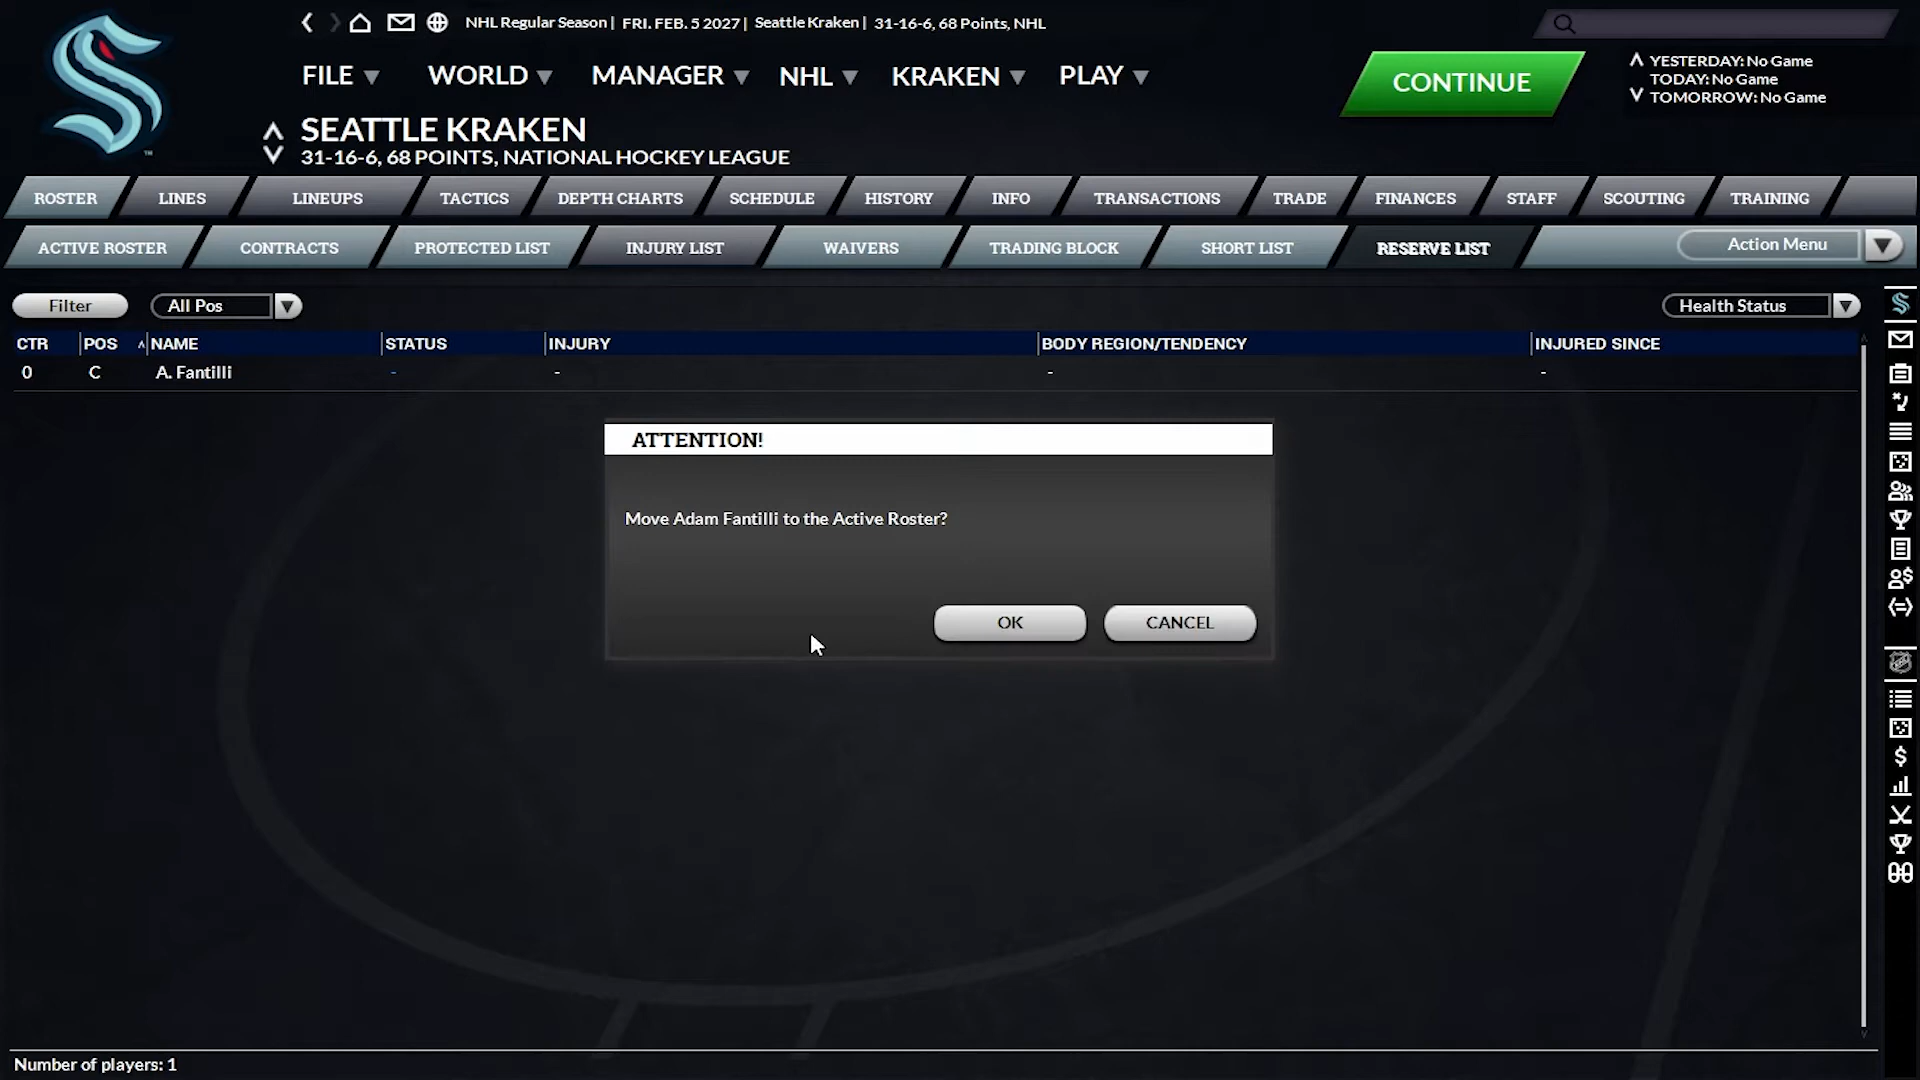 NHL Regular Season | FRI. FEB. 5 2027 | Seattle Kraken | 31-16-6, 68 Points, NHL
FILE WORLD MANAGER NHL KRAKEN PLAY
CONTINUE
YESTERDAY: No Game
TODAY: No Game
TOMORROW: No Game
SEATTLE KRAKEN
31-16-6, 68 POINTS, NATIONAL HOCKEY LEAGUE
ROSTER LINES LINEUPS TACTICS DEPTH CHARTS SCHEDULE HISTORY INFO TRANSACTIONS TRADE FINANCES STAFF SCOUTING TRAINING
ACTIVE ROSTER CONTRACTS PROTECTED LIST INJURY LIST WAIVERS TRADING BLOCK SHORT LIST RESERVE LIST Action Menu
Filter All Pos Health Status
CTR POS NAME STATUS INJURY BODY REGION/TENDENCY INJURED SINCE
0 C A. Fantilli - - - -
ATTENTION!
Move Adam Fantilli to the Active Roster?
OK CANCEL
Number of players: 1